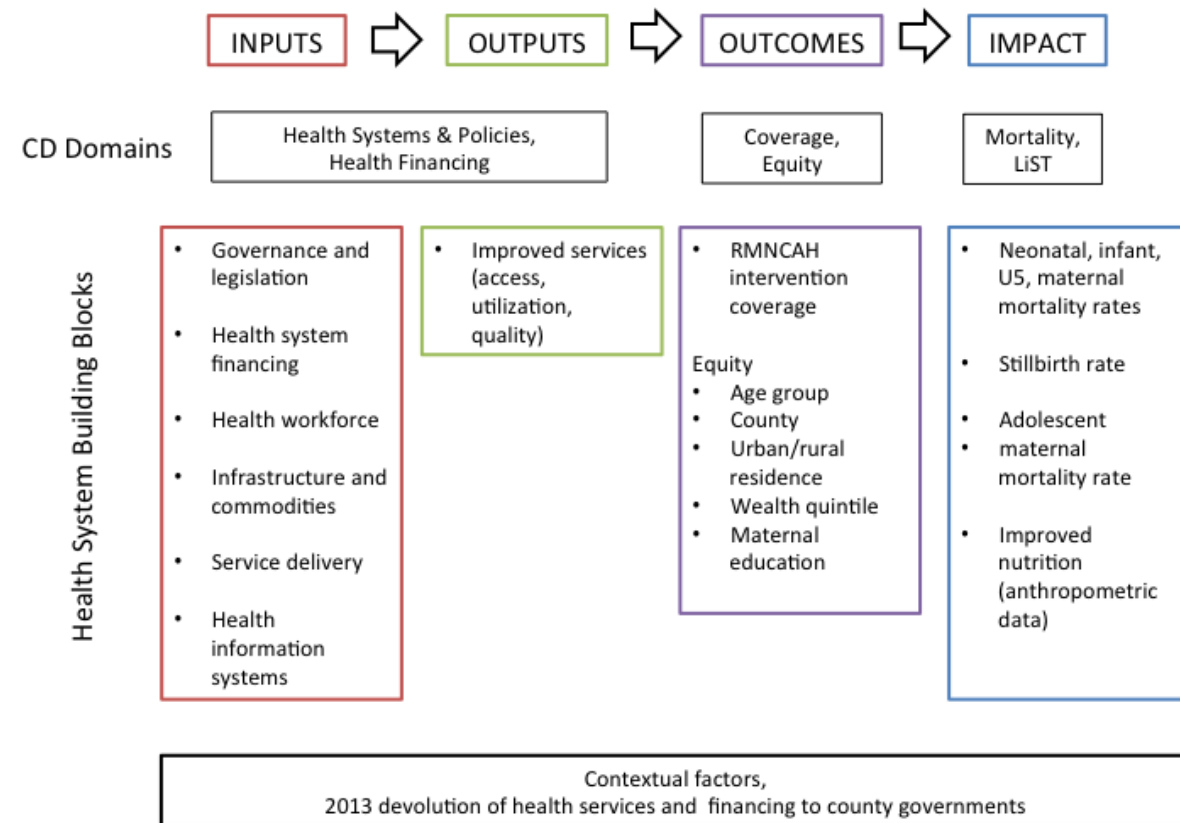 INPUTS
OUTPUTS
OUTCOMES
IMPACT
CD Domains
Health Systems & Policies,
Health Financing
Coverage,
Equity
Mortality,
LiST
Health System Building Blocks
• Governance and
legislation
• Health system
financing
• Health workforce
• Infrastructure and
commodities
• Service delivery
• Health
information
systems
• Improved services
(access,
utilization,
quality)
• RMNCAH
intervention
coverage
Equity
• Age group
• County
• Urban/rural
residence
• Wealth quintile
• Maternal
education
• Neonatal, infant,
U5, maternal
mortality rates
• Stillbirth rate
• Adolescent
• maternal
mortality rate
• Improved
nutrition
(anthropometric
data)
Contextual factors,
2013 devolution of health services and financing to county governments